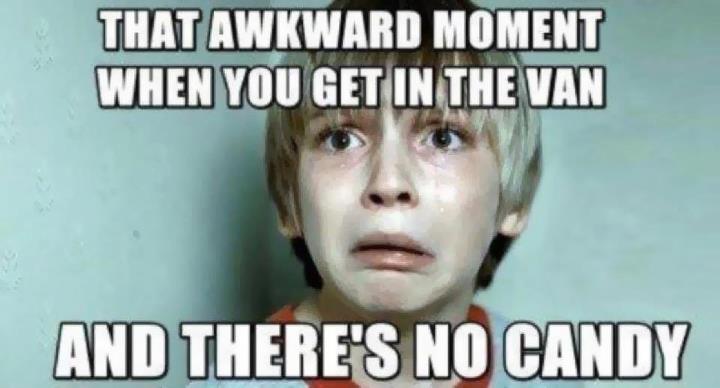 THAT AWKWARD MOMENT
WHEN YOU GET IN THE VAN
AND THERE'S NO CANDY